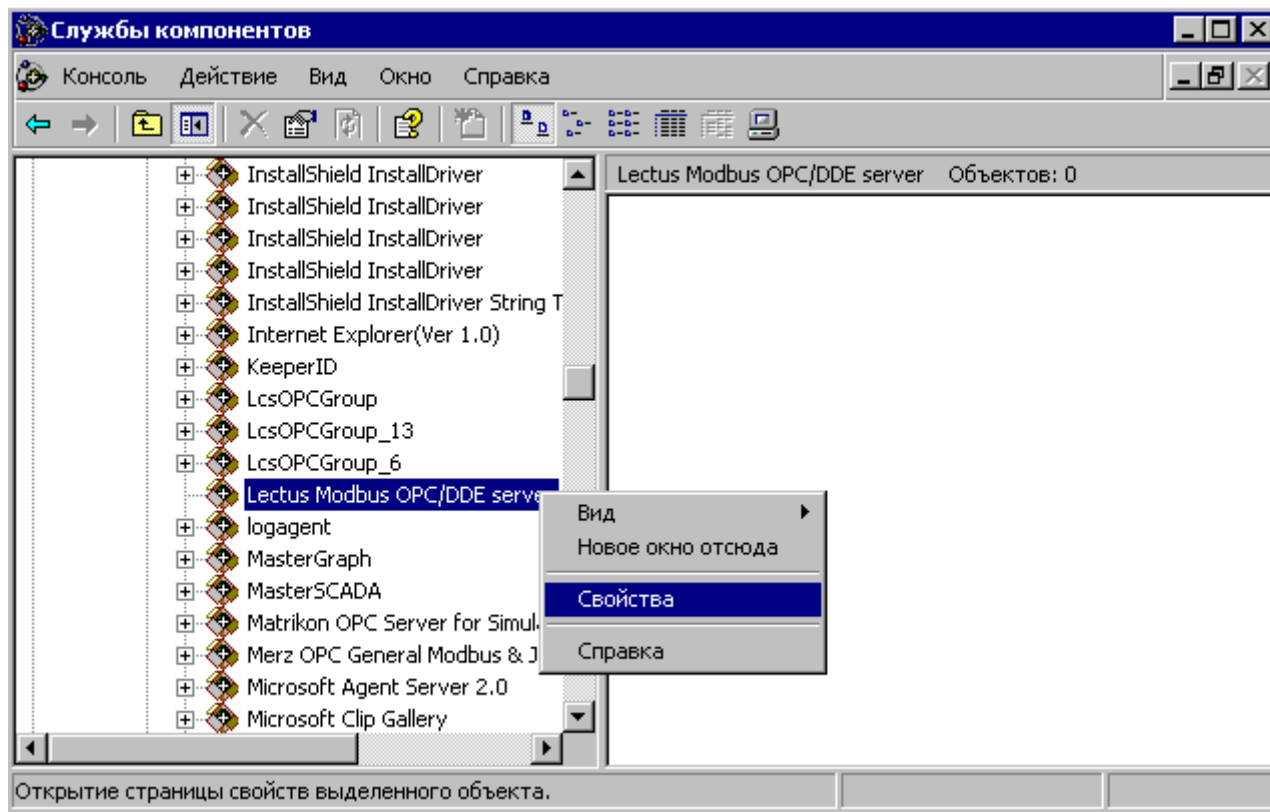 Службы компонентов
Консоль Действие Вид Окно Справка
Lectus Modbus OPC/DDE server Объектов: 0
InstallShield InstallDriver
InstallShield InstallDriver
InstallShield InstallDriver
InstallShield InstallDriver
InstallShield InstallDriver String T
Internet Explorer(Ver 1.0)
KeeperID
LcsOPCGroup
LcsOPCGroup_13
LcsOPCGroup_6
Lectus Modbus OPC/DDE serve
logagent
MasterGraph
MasterSCADA
Matrikon OPC Server for Simul
Merz OPC General Modbus & J
Microsoft Agent Server 2.0
Microsoft Clip Gallery
Вид
Новое окно отсюда
Свойства
Справка
Открытие страницы свойств выделенного объекта.